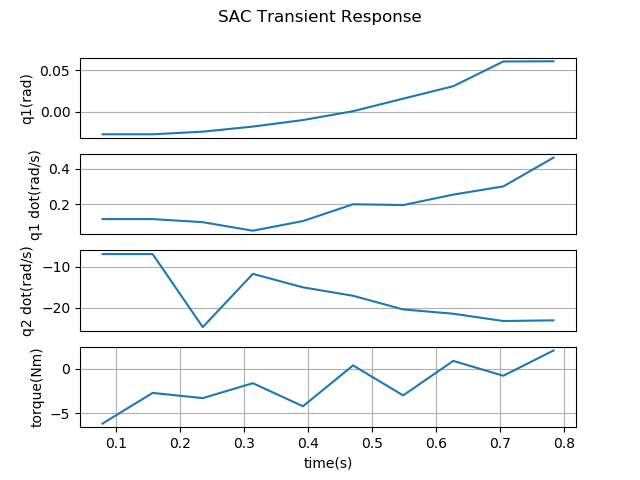 SAC Transient Response
q1(rad)
0.05
0.00
q1 dot(rad/s)
0.4
0.2
q2 dot(rad/s)
−10
−20
torque(Nm)
0
−5
0.1 0.2 0.3 0.4 0.5 0.6 0.7 0.8
time(s)